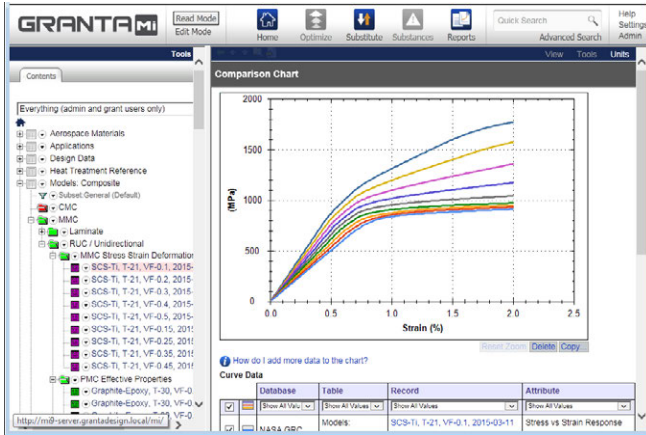 GRANTA MI
Read Mode
Edit Mode
Home
Optimize
Substitute
Substances
Reports
Quick Search
Advanced Search
Help
Settings
Admin
Tools
View Tools Units
Contents
Comparison Chart
Everything (admin and grant users only)
Aerospace Materials
Applications
Design Data
Heat Treatment Reference
Models: Composite
Subset General (Default)
CMC
MMC
Laminate
RUC / Unidirectional
MMC Stress Strain Deformation
SCS-Ti, T-21, VF-0.1, 2015-
SCS-Ti, T-21, VF-0.2, 2015-
SCS-Ti, T-21, VF-0.3, 2015-
SCS-Ti, T-21, VF-0.4, 2015-
SCS-Ti, T-21, VF-0.5, 2015-
SCS-Ti, T-21, VF-0.15, 2015
SCS-Ti, T-21, VF-0.25, 2015
SCS-Ti, T-21, VF-0.35, 2015
SCS-Ti, T-21, VF-0.45, 2015
PMC Effective Properties
Graphite-Epoxy, T-30, VF-0
Graphite-Epoxy, T-30, VF-0
http://mi9-server.grantadesign.local/mi/
2000
1500
1000
500
0
(MPa)
0.0 0.5 1.0 1.5 2.0 2.5
Strain (%)
Reset Zoom Delete Copy...
How do I add more data to the chart?
Curve Data
Database Table Record Attribute
Show All Valu Show All Values Show All Values Show All Values
NASA GRC Models: SCS-Ti, T-21, VF-0.1, 2015-03-11 Stress vs Strain Response